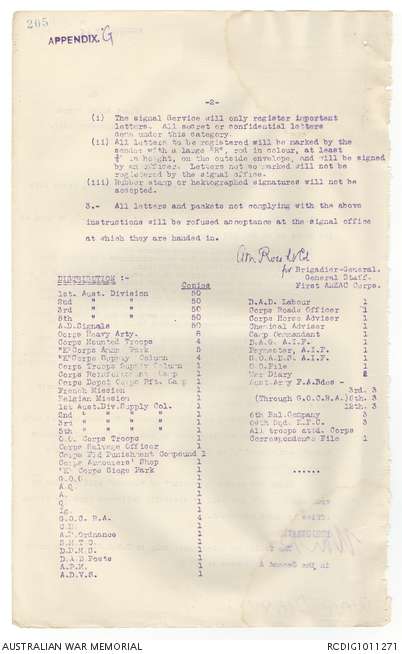 205
APPENDIX. G
-2-
(i) The signal Service will only register important
letters. All secret or confidential letters
come under this category.
(ii) All letters to be registered will be marked by the
sender with a large "R", red in colour, at least
in height, on the outside envelope, and will be signed
by an officer. Letters not so marked will not be
registered by the signal office.
(iii) Rubber stamp or hektographed signatures will not be
accepted.
3.- All letters and packets not complying with the above
instructions will be refused acceptance at the signal office
at which they are handed in.
for Brigadier-General.
General Staff.
First ANZAC Corps.
DISTRIBUTION :- Copies
1st. Aust. Division 50
2nd " " 50
3rd " " 50
5th " " 50
A.D.Signals 50
Corps Heavy Arty. 8
Corps Mounted Troops 4
"K" Corps Ammn Park 4
"K" Corps Supply Column 4
Corps Troops Supply Column 1
Corps Reinforcement Camp 1
Corps Depot Corps Rft. Camp 1
French Mission 1
Belgian Mission 1
1st Aust.Div.Supply Col. 1
2nd " " " " 1
3rd " " " " 1
5th " " " " 1
O.C. Corps Troops 1
Corps Salvage Officer 1
Corps Fld Punishment Compound 1
Corps Armourers' Shop 1
"K" Corps Siege Park 1
G.O.C. 1
A.Q. 1
A. 1
Q 1
Ig. 1
G.O.C. R.A. 4
C.E. 1
A.D.Ordnance 1
S.M.T.O. 1
D.D.M.S. 1
D.A.D.Posts 1
A.P.M. 1
A.D.V.S. 1
D.A.D. Labour 1
Corps Roads Officer 1
Corps Horse Adviser 1
Chemical Adviser 1
Camp Commandant 1
D.A.G. A.I.F. 1
Paymaster, A.I.F. 1
D.O.A.D.S. A.I.F. 1
G.O.File 1
War Diary 2
Aust.Army F.A.Bdes -
3rd. 3
(Through G.O.C.R.A.) 6th. 3
12th. 3
6th Bal.Company 3
Sqd. R.F.C. 3
All troops attd. Corps
Correspondence File 1
......
AUSTRALIAN WAR MEMORIAL
RCDIG1011271